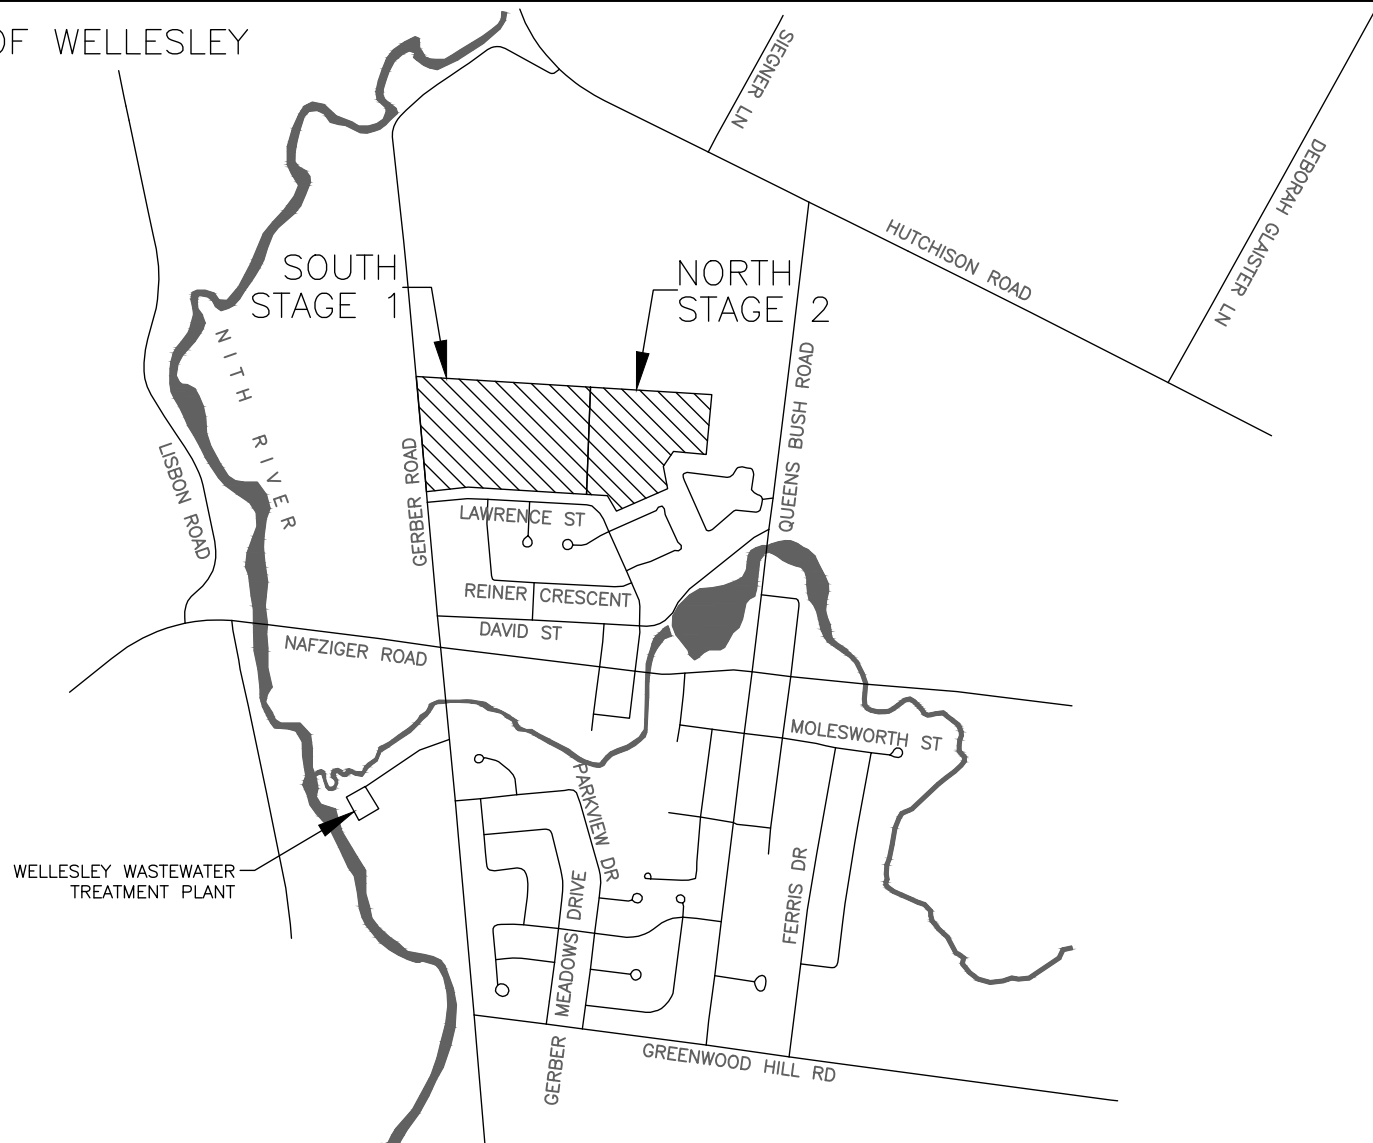 OF WELLESLEY
SIEGNER LN
DEBORAH GLAISTER LN
HUTCHISON ROAD
SOUTH
STAGE 1
NORTH
STAGE 2
NITH RIVER
QUEENS BUSH ROAD
LISBON ROAD
GERBER ROAD
LAWRENCE ST
REINER CRESCENT
DAVID ST
NAFZIGER ROAD
MOLESWORTH ST
PARKVIEW DR
WELLESLEY WASTEWATER
TREATMENT PLANT
FERRIS DR
GERBER MEADOWS DRIVE
GREENWOOD HILL RD